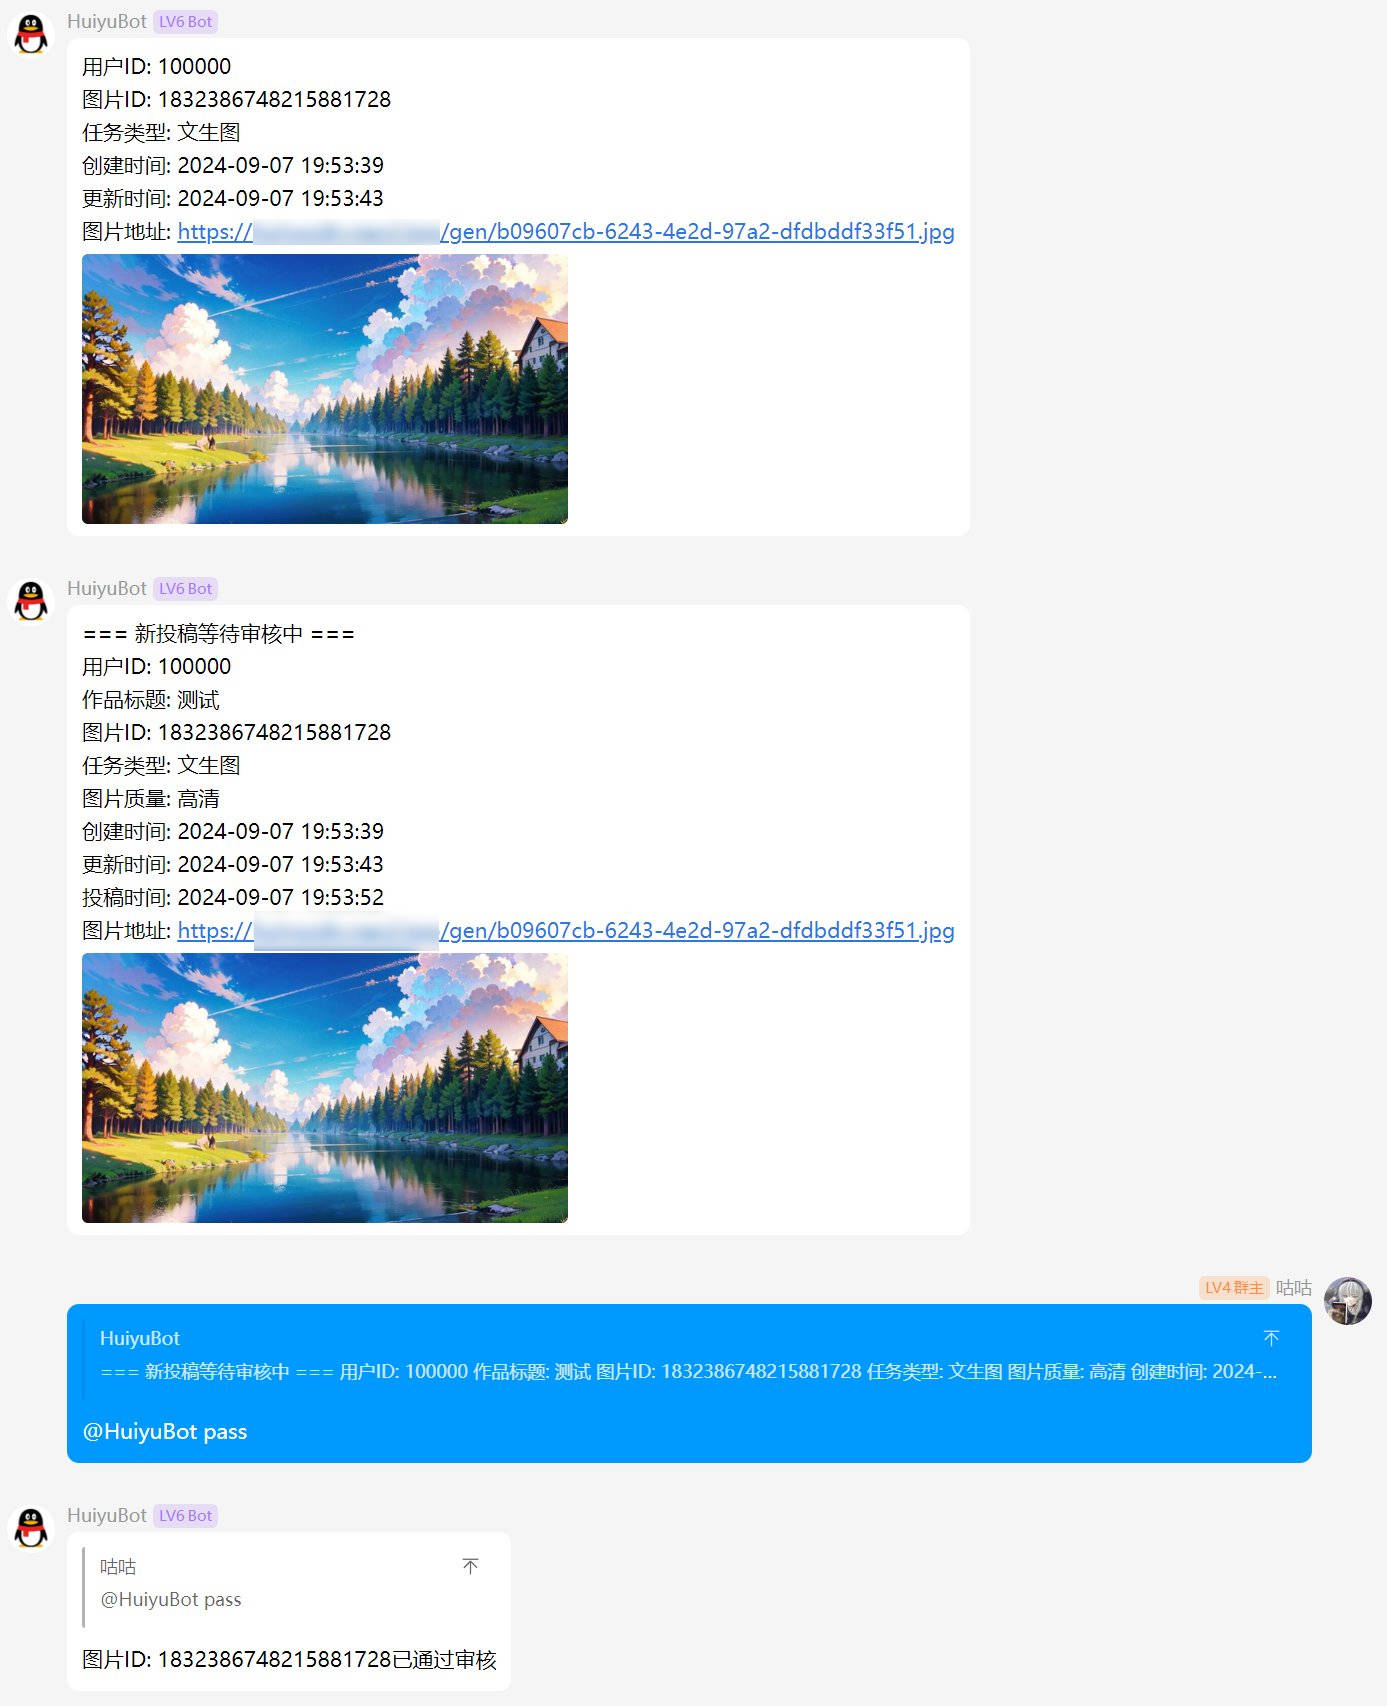 HuiyuBot LV6 Bot
用户ID: 100000
图片ID: 1832386748215881728
任务类型: 文生图
创建时间: 2024-09-07 19:53:39
更新时间: 2024-09-07 19:53:43
图片地址: https:///gen/b09607cb-6243-4e2d-97a2-dfdbddf33f51.jpg
HuiyuBot LV6 Bot
=== 新投稿等待审核中 ===
用户ID: 100000
作品标题: 测试
图片ID: 1832386748215881728
任务类型: 文生图
图片质量: 高清
创建时间: 2024-09-07 19:53:39
更新时间: 2024-09-07 19:53:43
投稿时间: 2024-09-07 19:53:52
图片地址: https:///gen/b09607cb-6243-4e2d-97a2-dfdbddf33f51.jpg
LV4 群主 咕咕
HuiyuBot
=== 新投稿等待审核中 === 用户ID: 100000 作品标题: 测试 图片ID: 1832386748215881728 任务类型: 文生图 图片质量: 高清 创建时间: 2024-...
@HuiyuBot pass
HuiyuBot LV6 Bot
咕咕
@HuiyuBot pass
图片ID: 1832386748215881728已通过审核